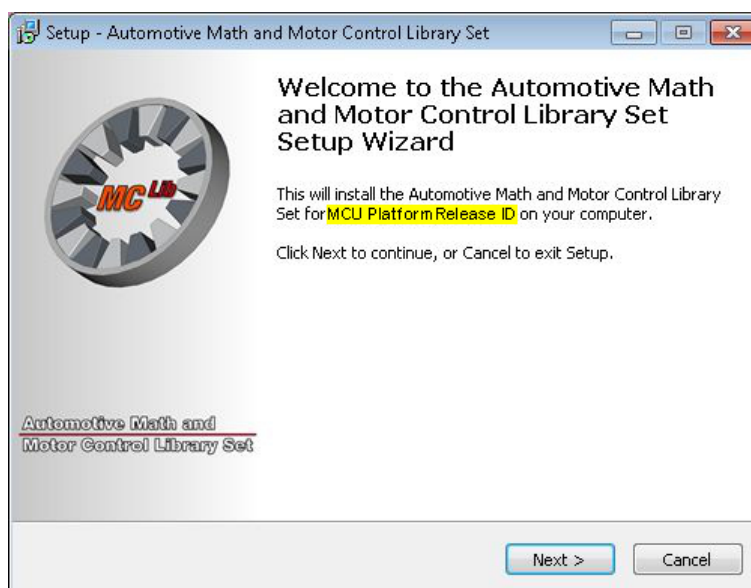 Setup - Automotive Math and Motor Control Library Set
Welcome to the Automotive Math
and Motor Control Library Set
Setup Wizard
This will install the Automotive Math and Motor Control Library
Set for MCU Platform Release ID on your computer.
Click Next to continue, or Cancel to exit Setup.
MC Lib
Automotive Math and
Motor Control Library Set
Next >
Cancel